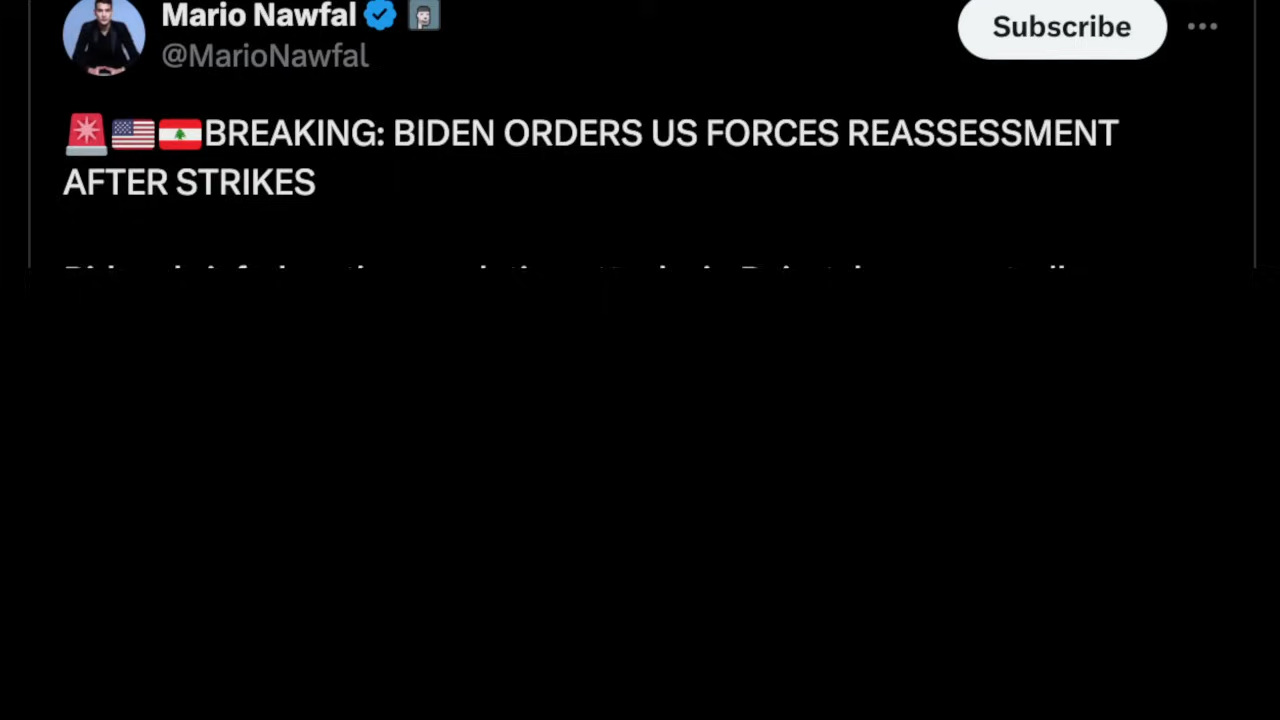 Mario Nawfal
@MarioNawfal
Subscribe
🚨🇺🇸🇱🇧BREAKING: BIDEN ORDERS US FORCES REASSESSMENT
AFTER STRIKES